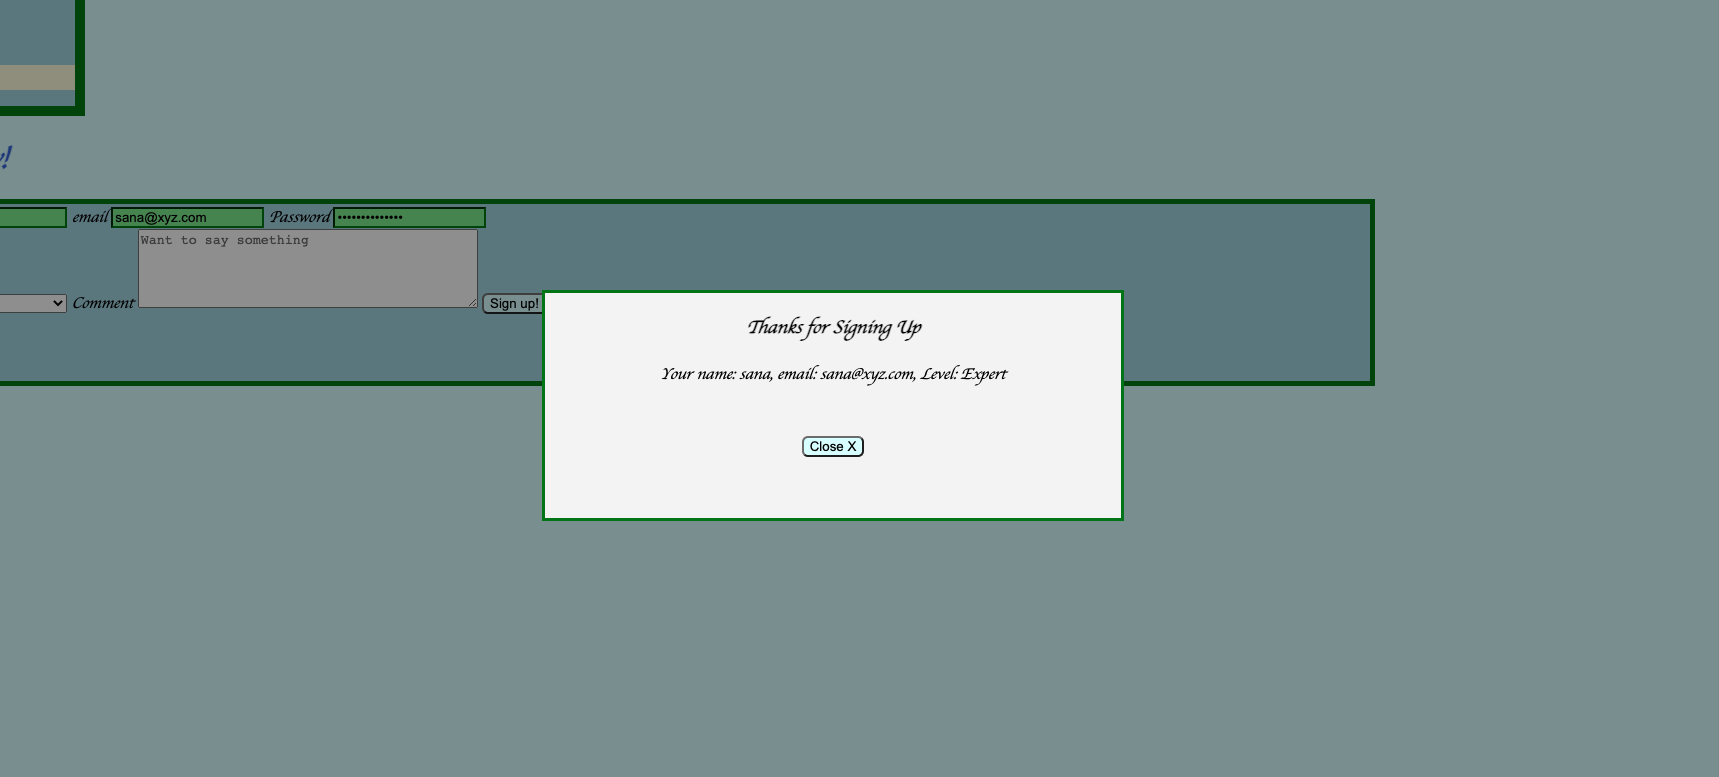 !
email sana@xyz.com Password ••••••••••••••
Want to say something
Comment Sign up!
Thanks for Signing Up
Your name: sana, email: sana@xyz.com, Level: Expert
Close X